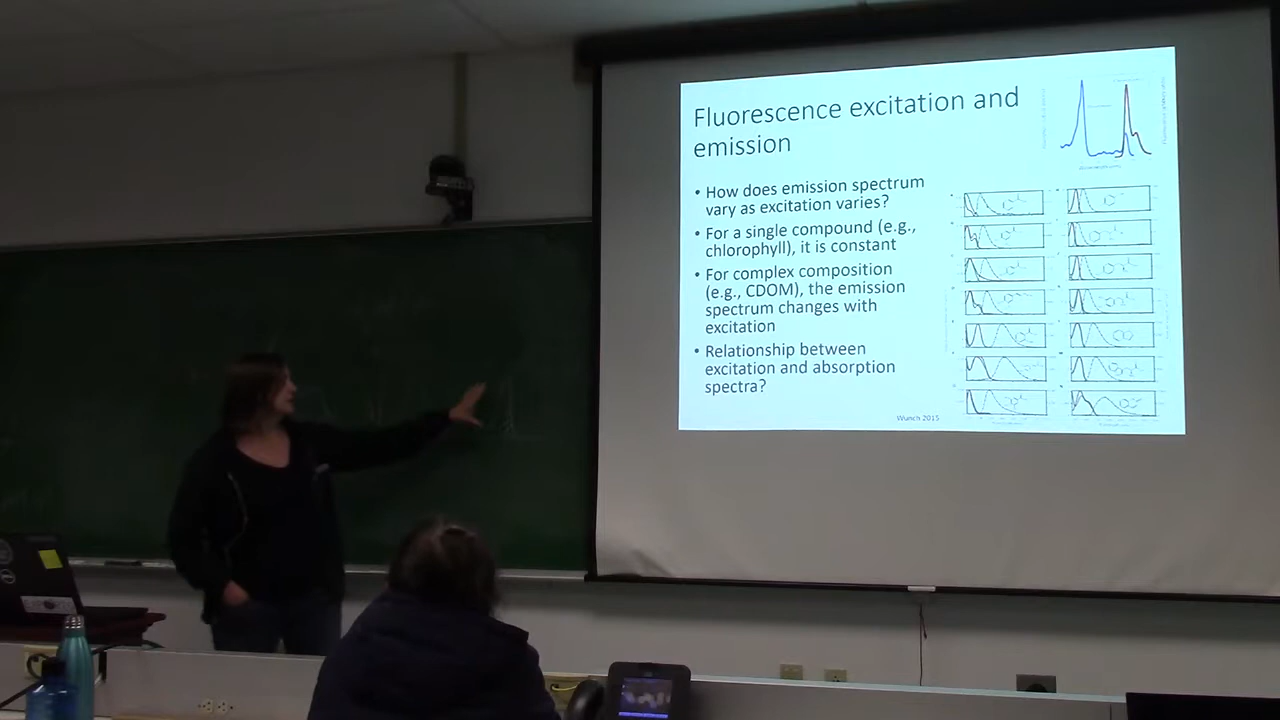 Fluorescence excitation and
emission
• How does emission spectrum
vary as excitation varies?
• For a single compound (e.g.,
chlorophyll), it is constant
• For complex composition
(e.g., CDOM), the emission
spectrum changes with
excitation
• Relationship between
excitation and absorption
spectra?
Wunch 2015